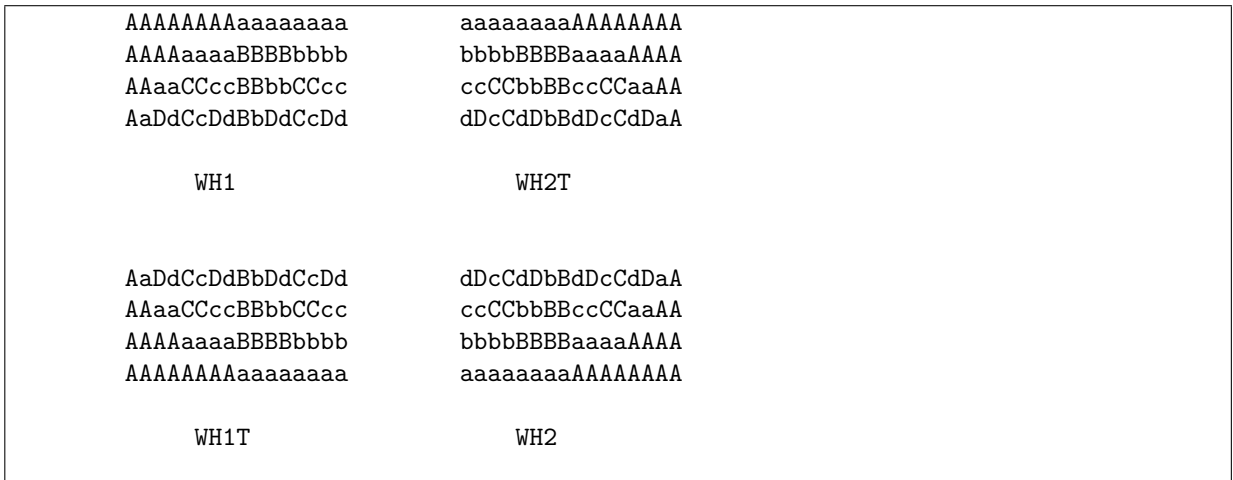 AAAAAAAAaaaaaaaa aaaaaaaaAAAAAAAA
AAAAaaaaBBBBbbbb bbbbBBBBaaaaAAAA
AAaaCCccBBbbCCcc ccCCbbBBccCCaaAA
AaDdCcDdBbDdCcDd dDcCdDbBdDcCdDaA
WH1 WH2T
AaDdCcDdBbDdCcDd dDcCdDbBdDcCdDaA
AAaaCCccBBbbCCcc ccCCbbBBccCCaaAA
AAAAaaaaBBBBbbbb bbbbBBBBaaaaAAAA
AAAAAAAAaaaaaaaa aaaaaaaaAAAAAAAA
WH1T WH2